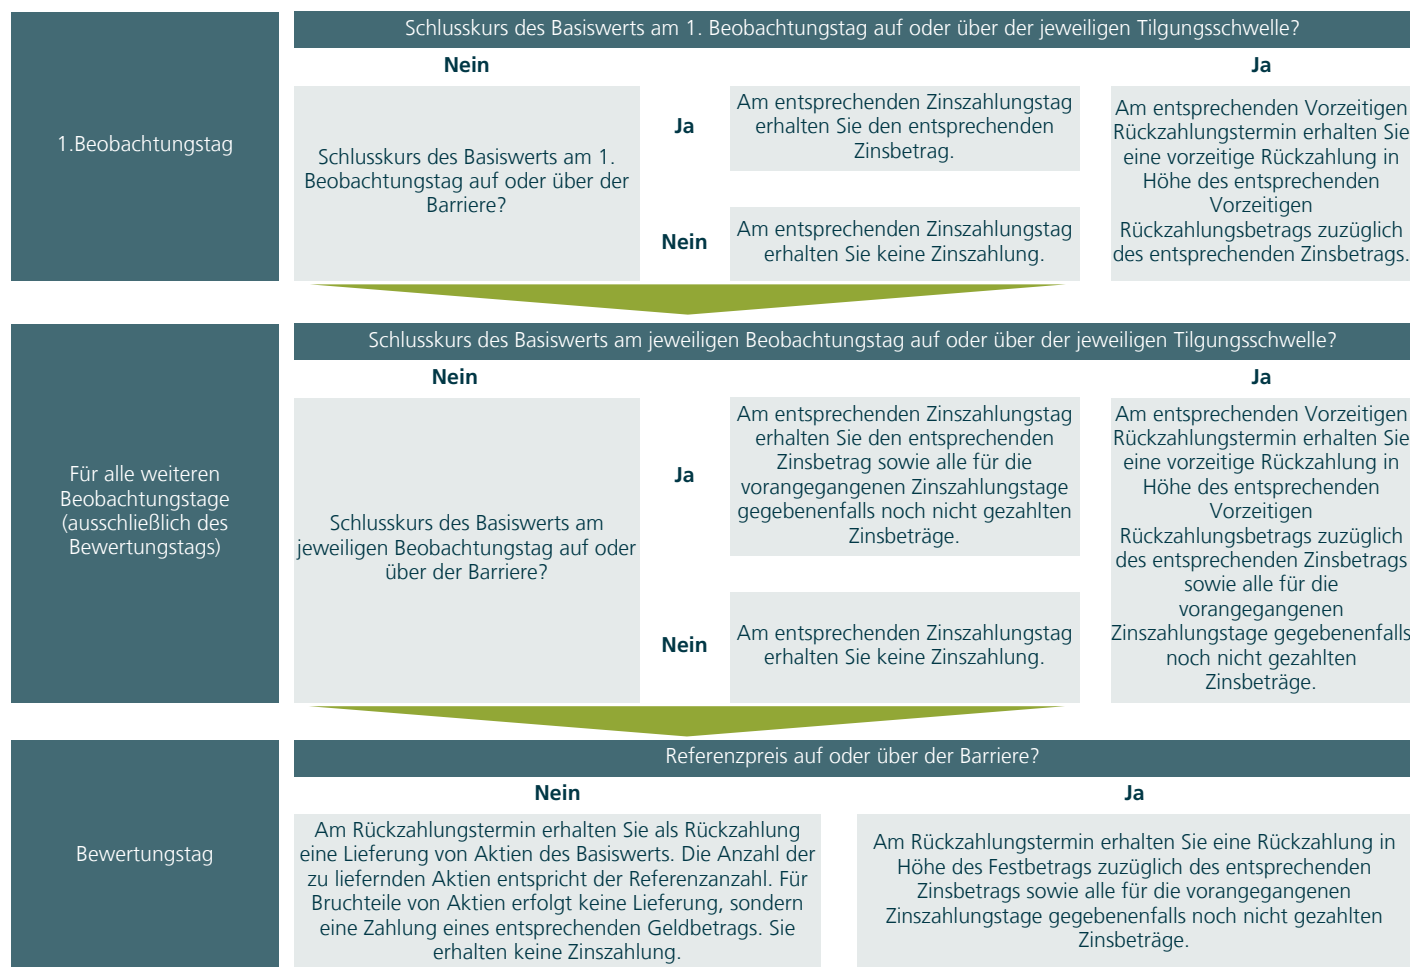 Schlusskurs des Basiswerts am 1. Beobachtungstag auf oder über der jeweiligen Tilgungsschwelle?
1.Beobachtungstag
Nein
Ja
Schlusskurs des Basiswerts am 1.
Beobachtungstag auf oder über der
Barriere?
Ja
Am entsprechenden Zinszahlungstag
erhalten Sie den entsprechenden
Zinsbetrag.
Nein
Am entsprechenden Zinszahlungstag
erhalten Sie keine Zinszahlung.
Am entsprechenden Vorzeitigen
Rückzahlungstermin erhalten Sie
eine vorzeitige Rückzahlung in
Höhe des entsprechenden
Vorzeitigen
Rückzahlungsbetrags zuzüglich
des entsprechenden Zinsbetrags.
Schlusskurs des Basiswerts am jeweiligen Beobachtungstag auf oder über der jeweiligen Tilgungsschwelle?
Für alle weiteren
Beobachtungstage
(ausschließlich des
Bewertungstags)
Nein
Ja
Schlusskurs des Basiswerts am
jeweiligen Beobachtungstag auf oder
über der Barriere?
Ja
Am entsprechenden Zinszahlungstag
erhalten Sie den entsprechenden
Zinsbetrag sowie alle für die
vorangegangenen Zinszahlungstage
gegebenenfalls noch nicht gezahlten
Zinsbeträge.
Nein
Am entsprechenden Zinszahlungstag
erhalten Sie keine Zinszahlung.
Am entsprechenden Vorzeitigen
Rückzahlungstermin erhalten Sie
eine vorzeitige Rückzahlung in
Höhe des entsprechenden
Vorzeitigen
Rückzahlungsbetrags zuzüglich
des entsprechenden Zinsbetrags
sowie alle für die
vorangegangenen
Zinszahlungstage gegebenenfalls
noch nicht gezahlten
Zinsbeträge.
Referenzpreis auf oder über der Barriere?
Bewertungstag
Nein
Ja
Am Rückzahlungstermin erhalten Sie als Rückzahlung
eine Lieferung von Aktien des Basiswerts. Die Anzahl der
zu liefernden Aktien entspricht der Referenzanzahl. Für
Bruchteile von Aktien erfolgt keine Lieferung, sondern
eine Zahlung eines entsprechenden Geldbetrags. Sie
erhalten keine Zinszahlung.
Am Rückzahlungstermin erhalten Sie eine Rückzahlung in
Höhe des Festbetrags zuzüglich des entsprechenden
Zinsbetrags sowie alle für die vorangegangenen
Zinszahlungstage gegebenenfalls noch nicht gezahlten
Zinsbeträge.